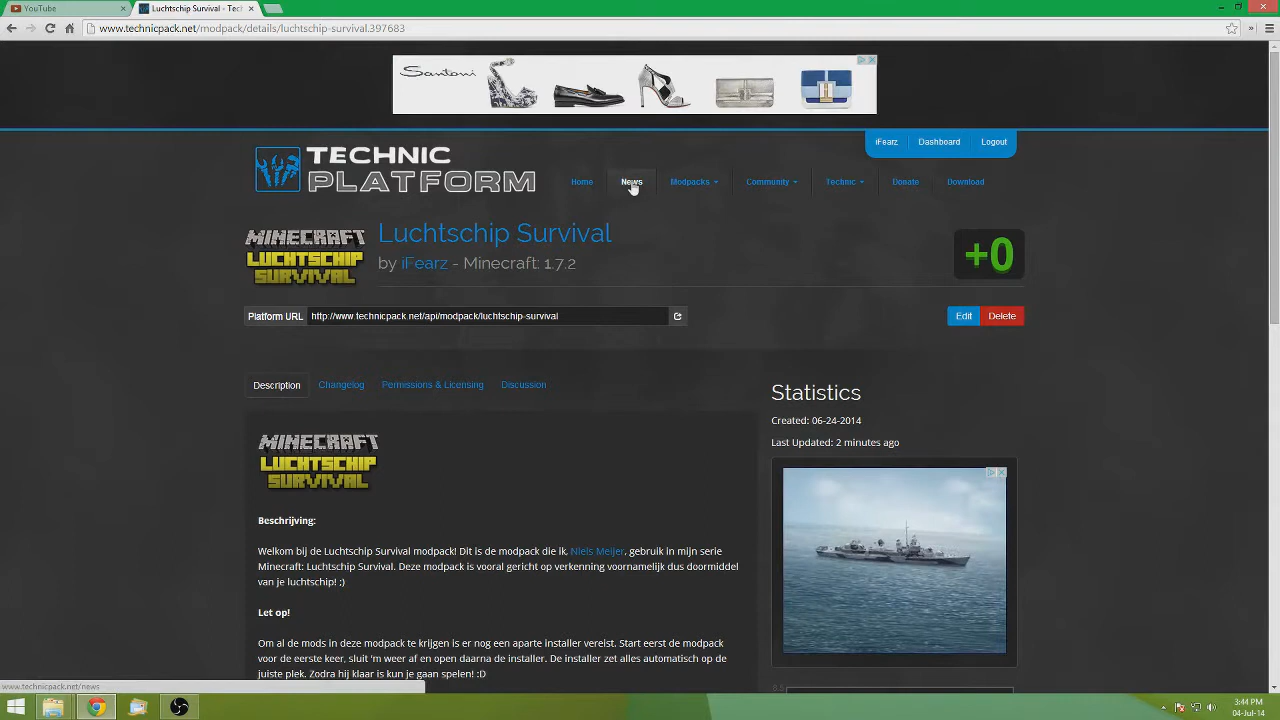 YouTube
Luchtschip Survival - Tec
www.technicpack.net/modpack/details/luchtschip-survival.397683
Santoni
iFearz
Dashboard
Logout
TECHNIC
PLATFORM
Home
News
Modpacks
Community
Technic
Donate
Download
MINECRAFT
LUCHTSCHIP
SURVIVAL
Luchtschip Survival
by iFearz - Minecraft: 1.7.2
+0
Platform URL
http://www.technicpack.net/api/modpack/luchtschip-survival
Edit
Delete
Description
Changelog
Permissions & Licensing
Discussion
Statistics
Created: 06-24-2014
Last Updated: 2 minutes ago
MINECRAFT
LUCHTSCHIP
SURVIVAL
Beschrijving:
Welkom bij de Luchtschip Survival modpack! Dit is de modpack die ik, Niels Meijer, gebruik in mijn serie
Minecraft: Luchtschip Survival. Deze modpack is vooral gericht op verkenning voornamelijk dus doormiddel
van je luchtschip! ;)
Let op!
Om al de mods in deze modpack te krijgen is er nog een aparte installer vereist. Start eerst de modpack
voor de eerste keer, sluit 'm weer af en open daarna de installer. De installer zet alles automatisch op de
juiste plek. Zodra hij klaar is kun je gaan spelen! :D
www.technicpack.net/news
3:44 PM
04-Jul-14